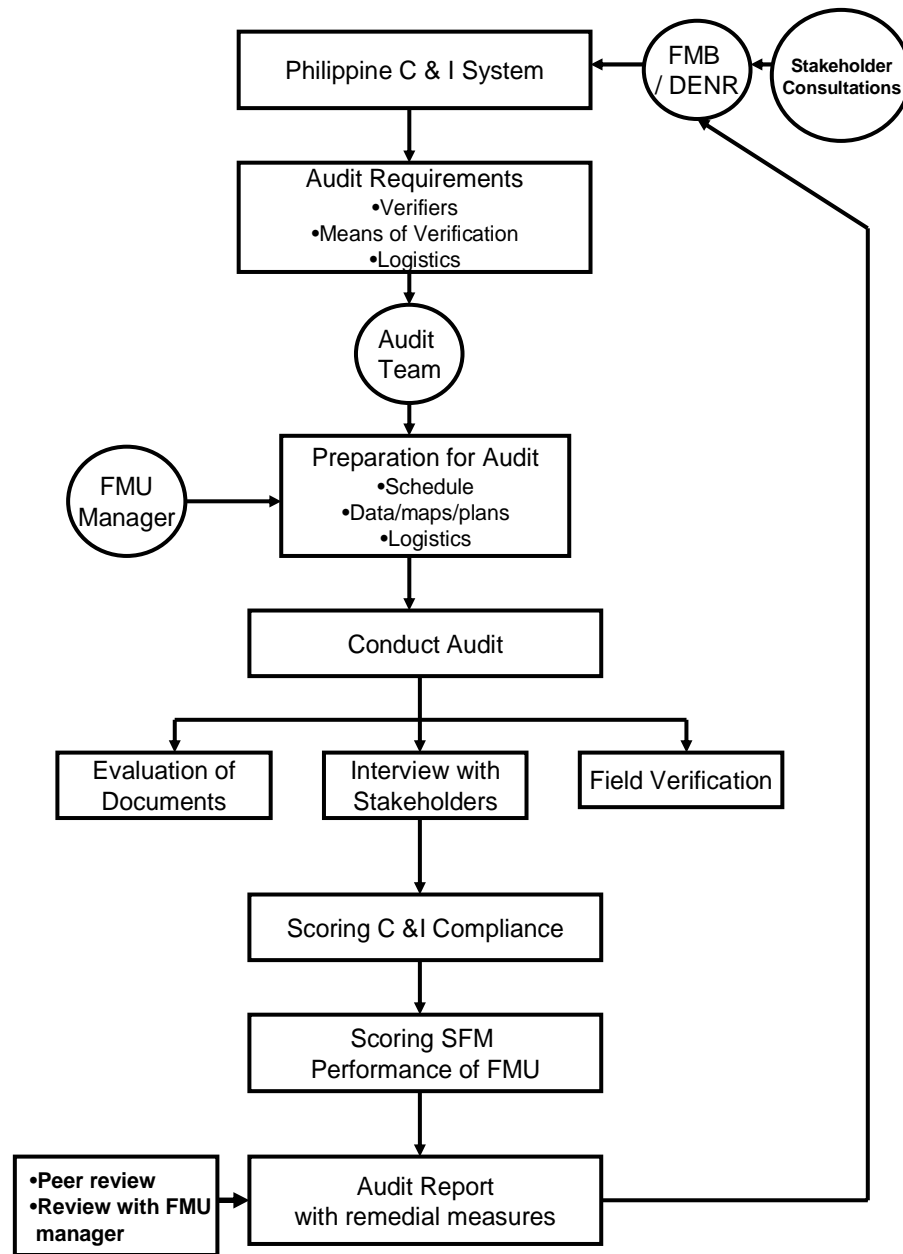 Philippine C & I System
FMB
/ DENR
Stakeholder
Consultations
Audit Requirements
•Verifiers
•Means of Verification
•Logistics
Audit
Team
FMU
Manager
Preparation for Audit
•Schedule
•Data/maps/plans
•Logistics
Conduct Audit
Evaluation of
Documents
Interview with
Stakeholders
Field Verification
Scoring C &I Compliance
Scoring SFM
Performance of FMU
•Peer review
•Review with FMU
manager
Audit Report
with remedial measures